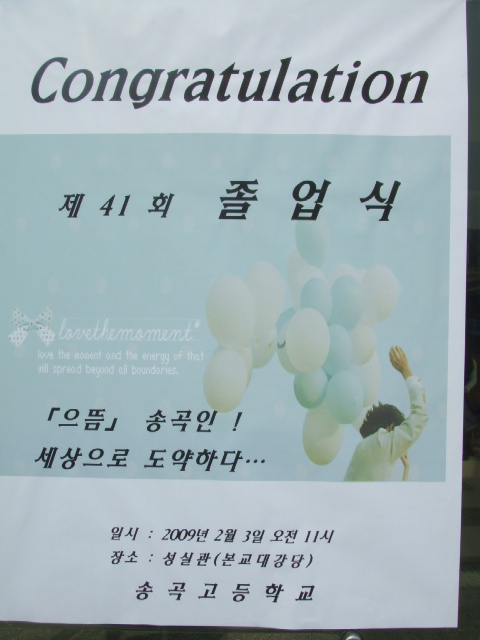 Congratulation
제 41 회 졸 업 식
lovethemoment*
love the moment and the energy of that
will spread beyond all boundaries.
「으뜸」 송곡인 !
세상으로 도약하다…
일시 : 2009년 2월 3일 오전 11시
장소 : 성실관(본교대강당)
송 곡 고 등 학 교